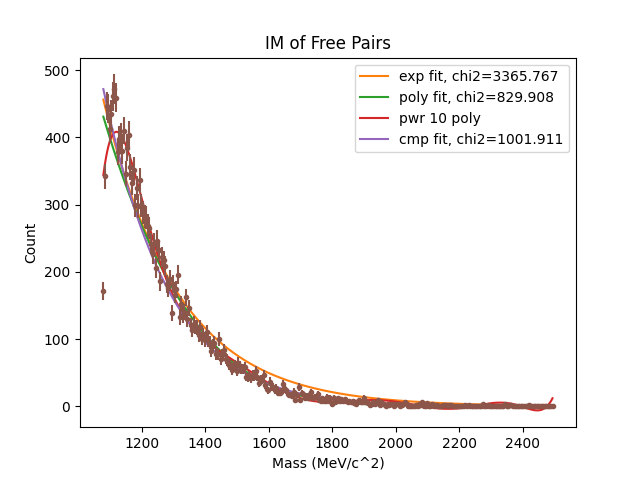 IM of Free Pairs
500
400
300
200
100
0
Count
exp fit, chi2=3365.767
poly fit, chi2=829.908
pwr 10 poly
cmp fit, chi2=1001.911
1200 1400 1600 1800 2000 2200 2400
Mass (MeV/c^2)